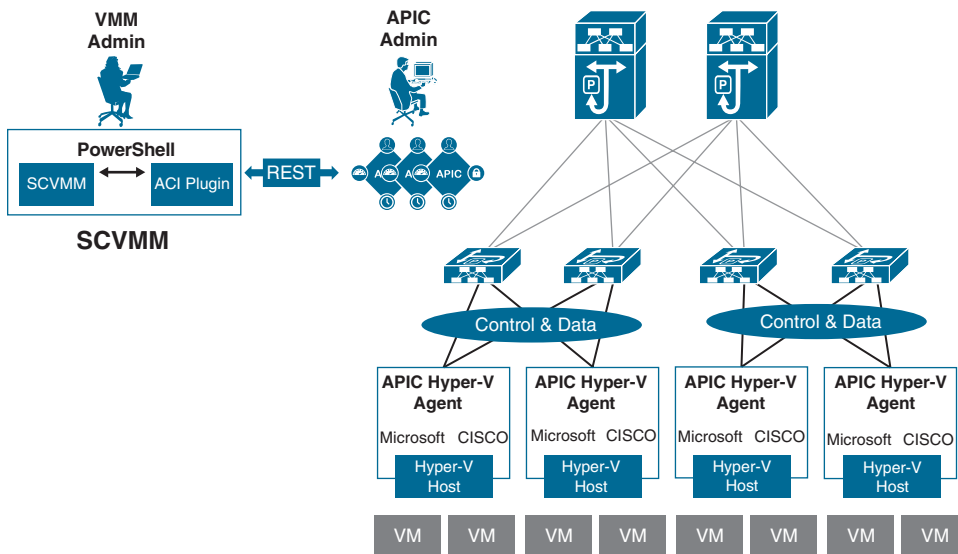 VMM
Admin
APIC
Admin
P
P
PowerShell
SCVMM
ACI Plugin
REST
A
A
APIC
SCVMM
Control & Data
Control & Data
APIC Hyper-V
Agent
Microsoft CISCO
Hyper-V
Host
APIC Hyper-V
Agent
Microsoft CISCO
Hyper-V
Host
APIC Hyper-V
Agent
Microsoft CISCO
Hyper-V
Host
APIC Hyper-V
Agent
Microsoft CISCO
Hyper-V
Host
VM VM VM VM VM VM VM VM